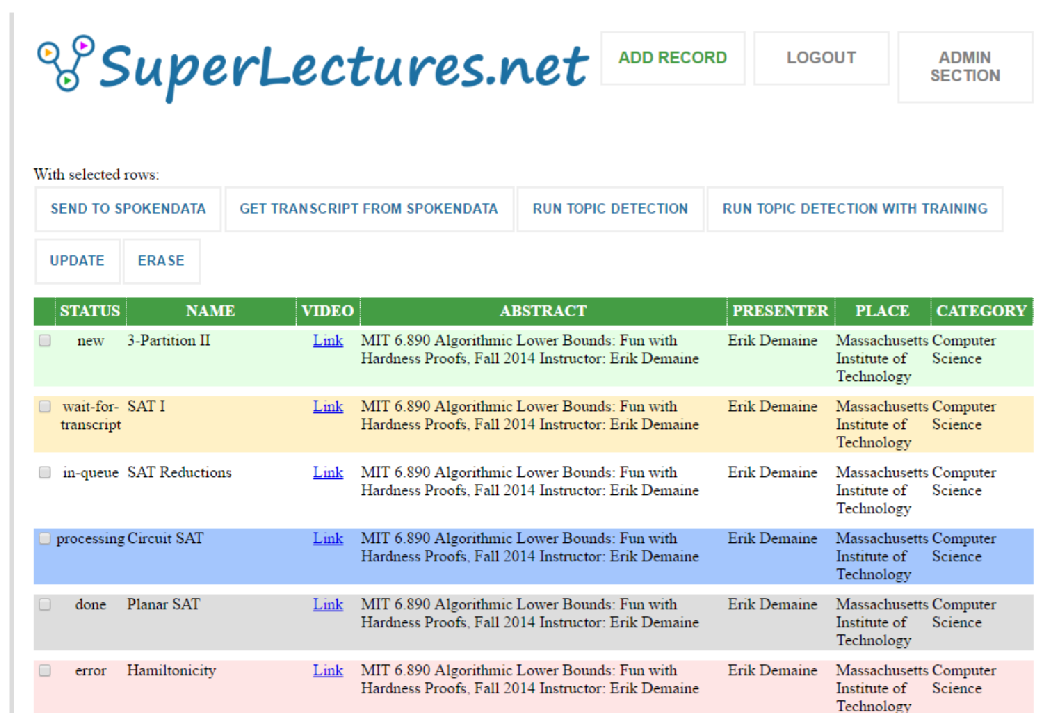 SuperLectures.net
ADD RECORD
LOGOUT
ADMIN
SECTION
With selected rows:
SEND TO SPOKENDATA
GET TRANSCRIPT FROM SPOKENDATA
RUN TOPIC DETECTION
RUN TOPIC DETECTION WITH TRAINING
UPDATE
ERASE
STATUS NAME VIDEO ABSTRACT PRESENTER PLACE CATEGORY
new 3-Partition II Link MIT 6.890 Algorithmic Lower Bounds: Fun with Erik Demaine Massachusetts Computer
Hardness Proofs, Fall 2014 Instructor: Erik Demaine Institute of Science
Technology
wait-for- SAT I Link MIT 6.890 Algorithmic Lower Bounds: Fun with Erik Demaine Massachusetts Computer
transcript Hardness Proofs, Fall 2014 Instructor: Erik Demaine Institute of Science
Technology
in-queue SAT Reductions Link MIT 6.890 Algorithmic Lower Bounds: Fun with Erik Demaine Massachusetts Computer
Hardness Proofs, Fall 2014 Instructor: Erik Demaine Institute of Science
Technology
processing Circuit SAT Link MIT 6.890 Algorithmic Lower Bounds: Fun with Erik Demaine Massachusetts Computer
Hardness Proofs, Fall 2014 Instructor: Erik Demaine Institute of Science
Technology
done Planar SAT Link MIT 6.890 Algorithmic Lower Bounds: Fun with Erik Demaine Massachusetts Computer
Hardness Proofs, Fall 2014 Instructor: Erik Demaine Institute of Science
Technology
error Hamiltonicity Link MIT 6.890 Algorithmic Lower Bounds: Fun with Erik Demaine Massachusetts Computer
Hardness Proofs, Fall 2014 Instructor: Erik Demaine Institute of Science
Technology